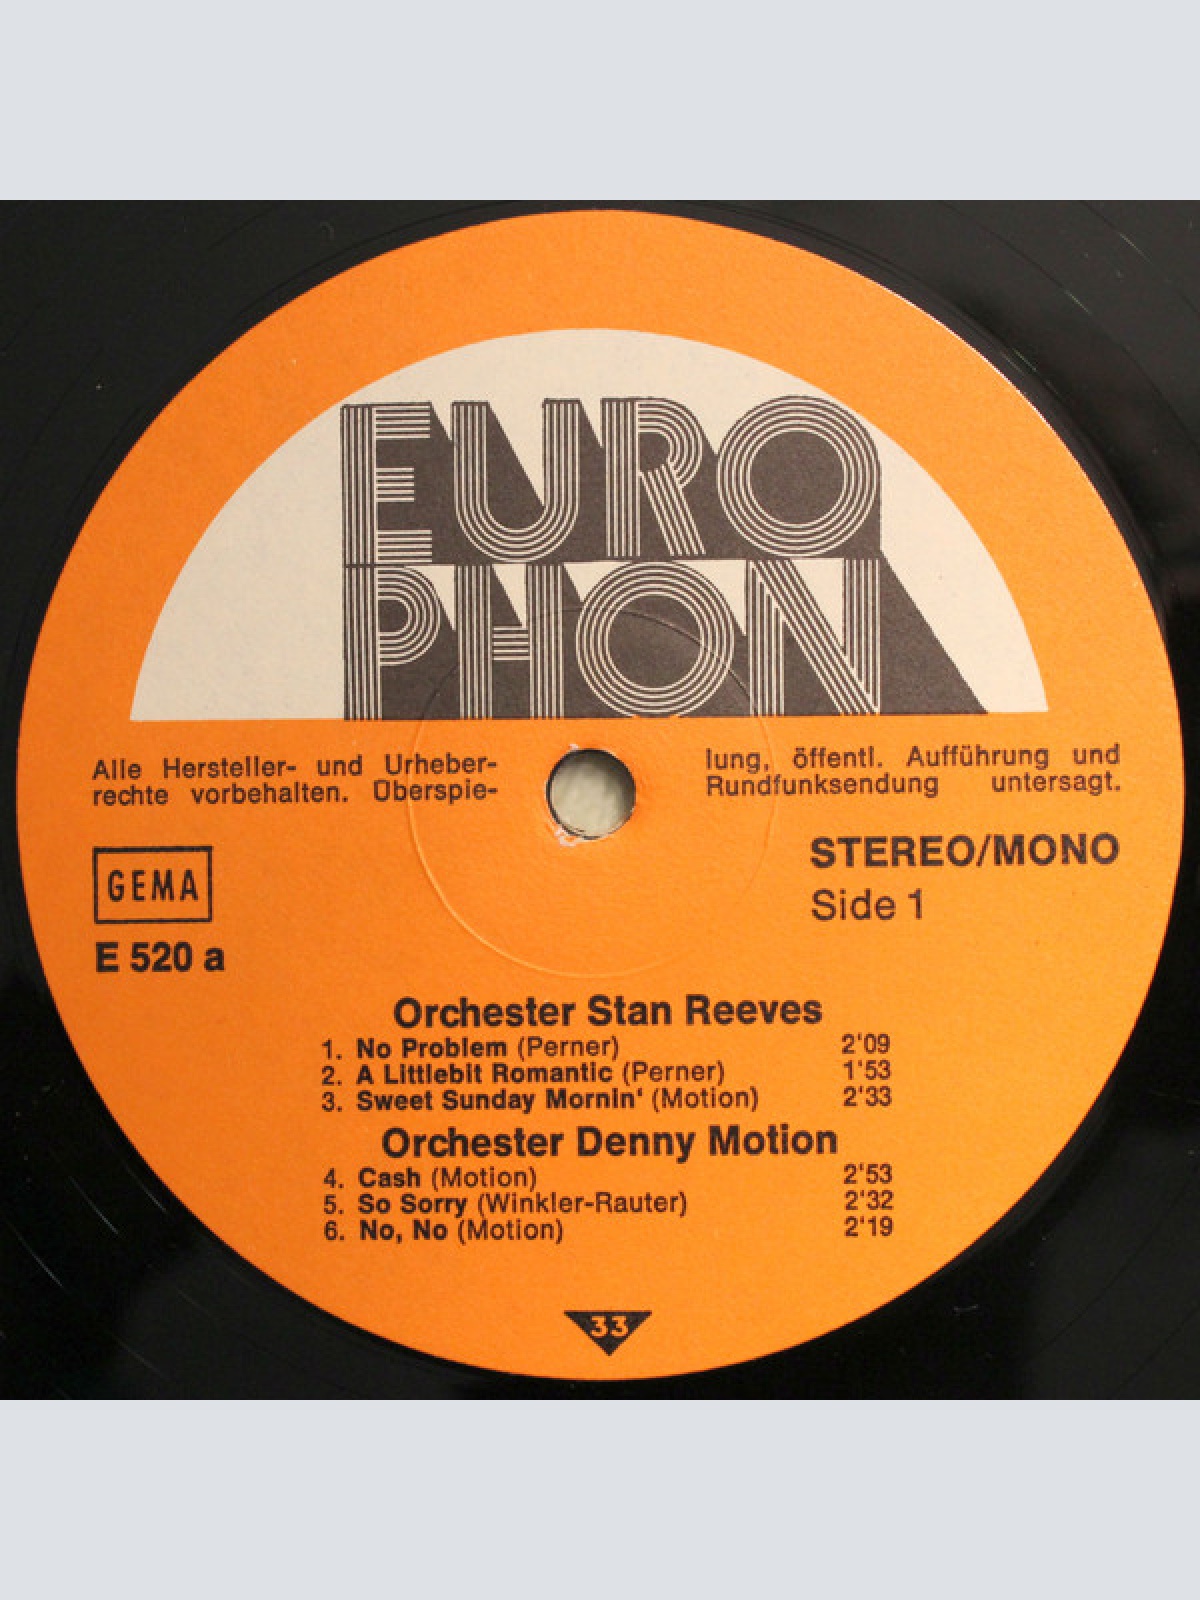 EURO
PHON
Alle Hersteller- und Urheber-
rechte vorbehalten. Überspie-
lung, öffentl. Aufführung und
Rundfunksendung untersagt.
GEMA
E 520 a
STEREO/MONO
Side 1
Orchester Stan Reeves
1. No Problem (Perner) 2'09
2. A Littlebit Romantic (Perner) 1'53
3. Sweet Sunday Mornin' (Motion) 2'33
Orchester Denny Motion
4. Cash (Motion) 2'53
5. So Sorry (Winkler-Rauter) 2'32
6. No, No (Motion) 2'19
33